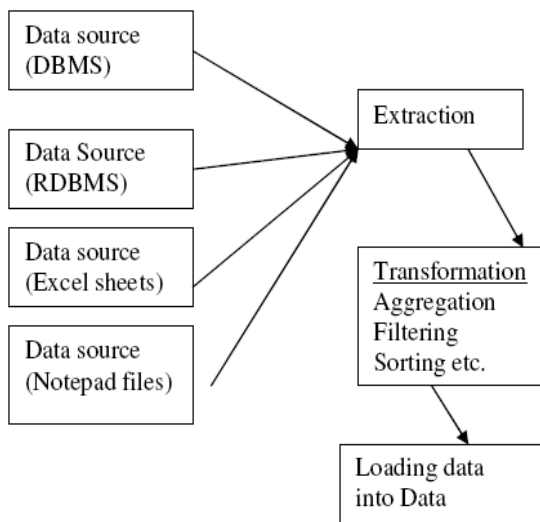 Data source
(DBMS)
Data Source
(RDBMS)
Data source
(Excel sheets)
Data source
(Notepad files)
Extraction
Transformation
Aggregation
Filtering
Sorting etc.
Loading data
into Data